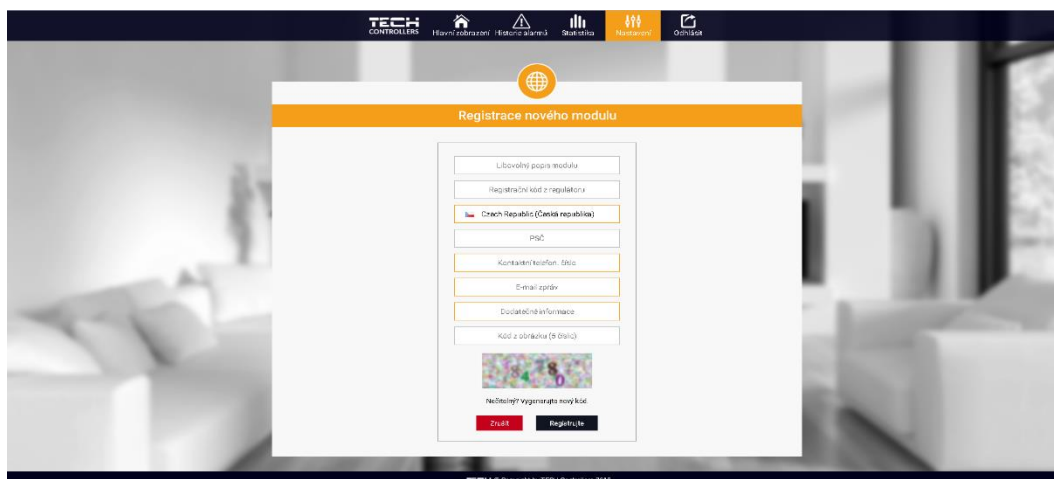 TECH
CONTROLLERS
Hlavní zobrazení Historie alarmů Statistika Nastavení Odhlásit
Registrace nového modulu
Libovolný popis modulu
Registrační kód z regulátoru
Czech Republic (Česká republika)
PSČ
Kontaktní telefon. číslo
E-mail zpráv
Dodatečné informace
Kód z obrázku (5 číslic)
Nečitelný? Vygenerujte nový kód.
Zrušit Registrujte